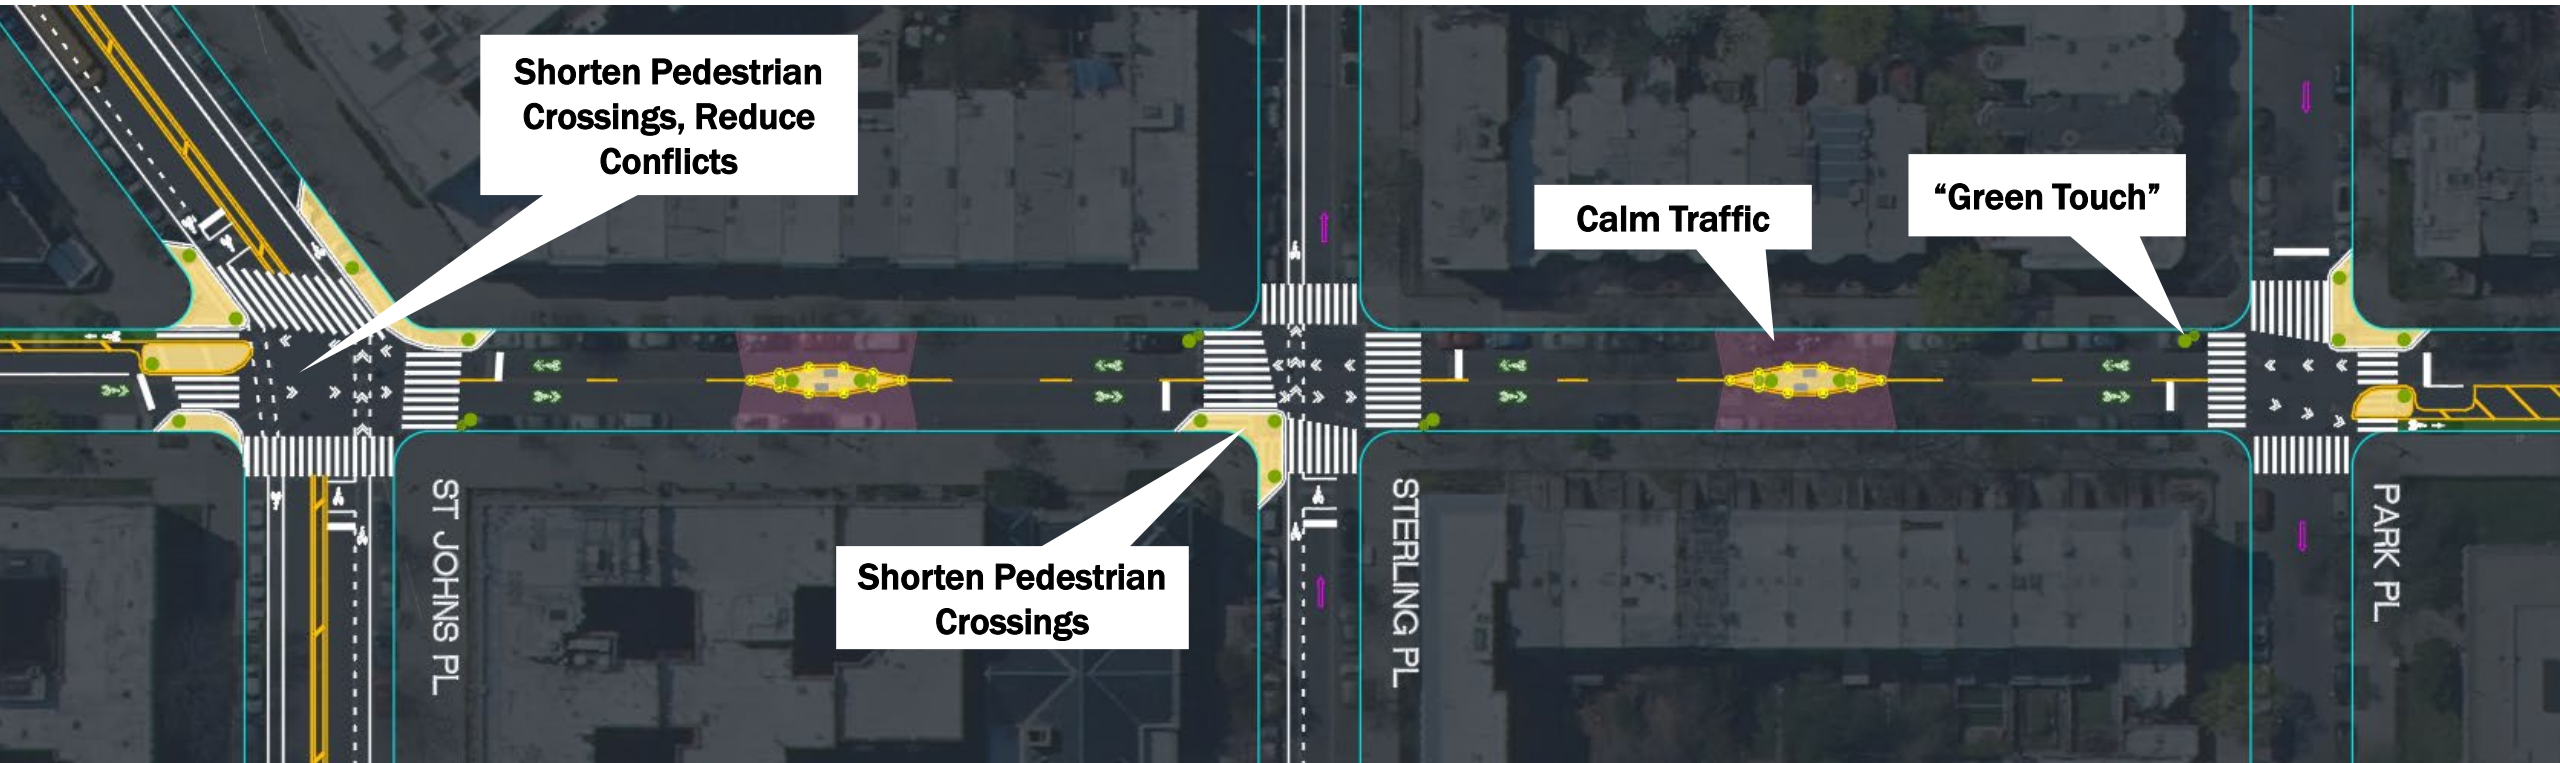 Shorten Pedestrian
Crossings, Reduce
Conflicts
Calm Traffic
“Green Touch”
Shorten Pedestrian
Crossings
ST JOHNS PL
STERLING PL
PARK PL